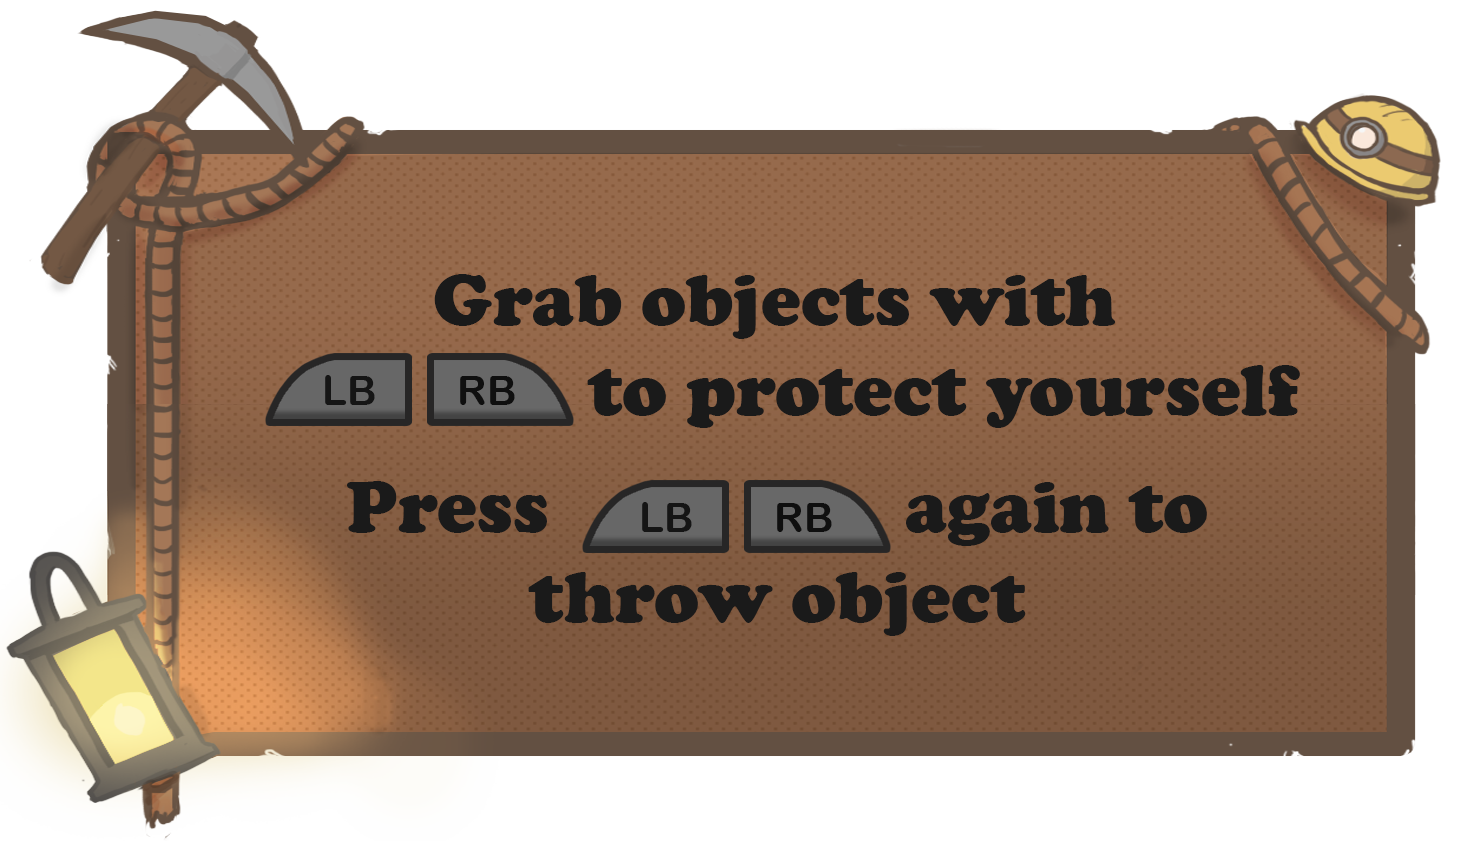 Grab objects with
LB RB to protect yourself
Press LB RB again to
throw object